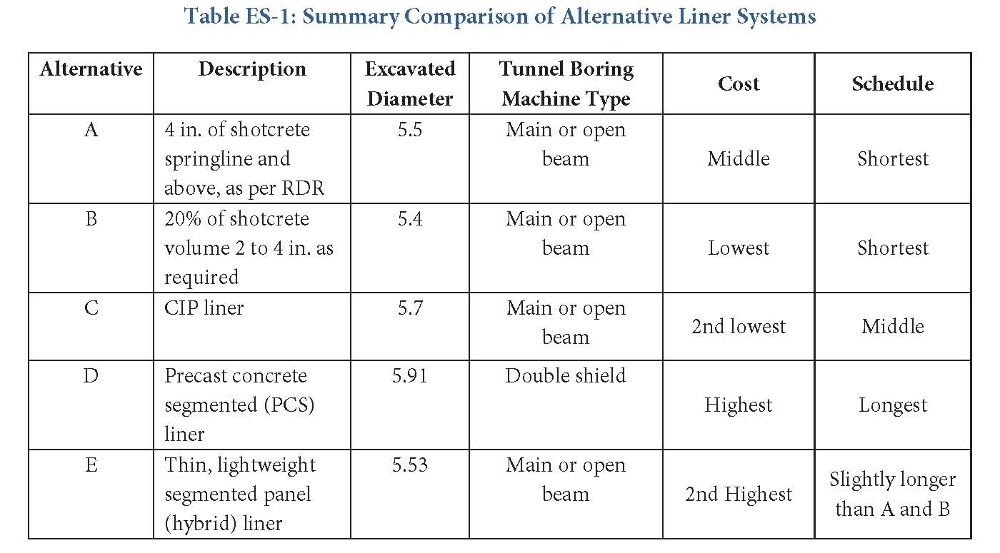 Table ES-1: Summary Comparison of Alternative Liner Systems
Alternative
Description
Excavated
Diameter
Tunnel Boring
Machine Type
Cost
Schedule
A
4 in. of shotcrete
springline and
above, as per RDR
5.5
Main or open
beam
Middle
Shortest
B
20% of shotcrete
volume 2 to 4 in. as
required
5.4
Main or open
beam
Lowest
Shortest
C
CIP liner
5.7
Main or open
beam
2nd lowest
Middle
D
Precast concrete
segmented (PCS)
liner
5.91
Double shield
Highest
Longest
E
Thin, lightweight
segmented panel
(hybrid) liner
5.53
Main or open
beam
2nd Highest
Slightly longer
than A and B